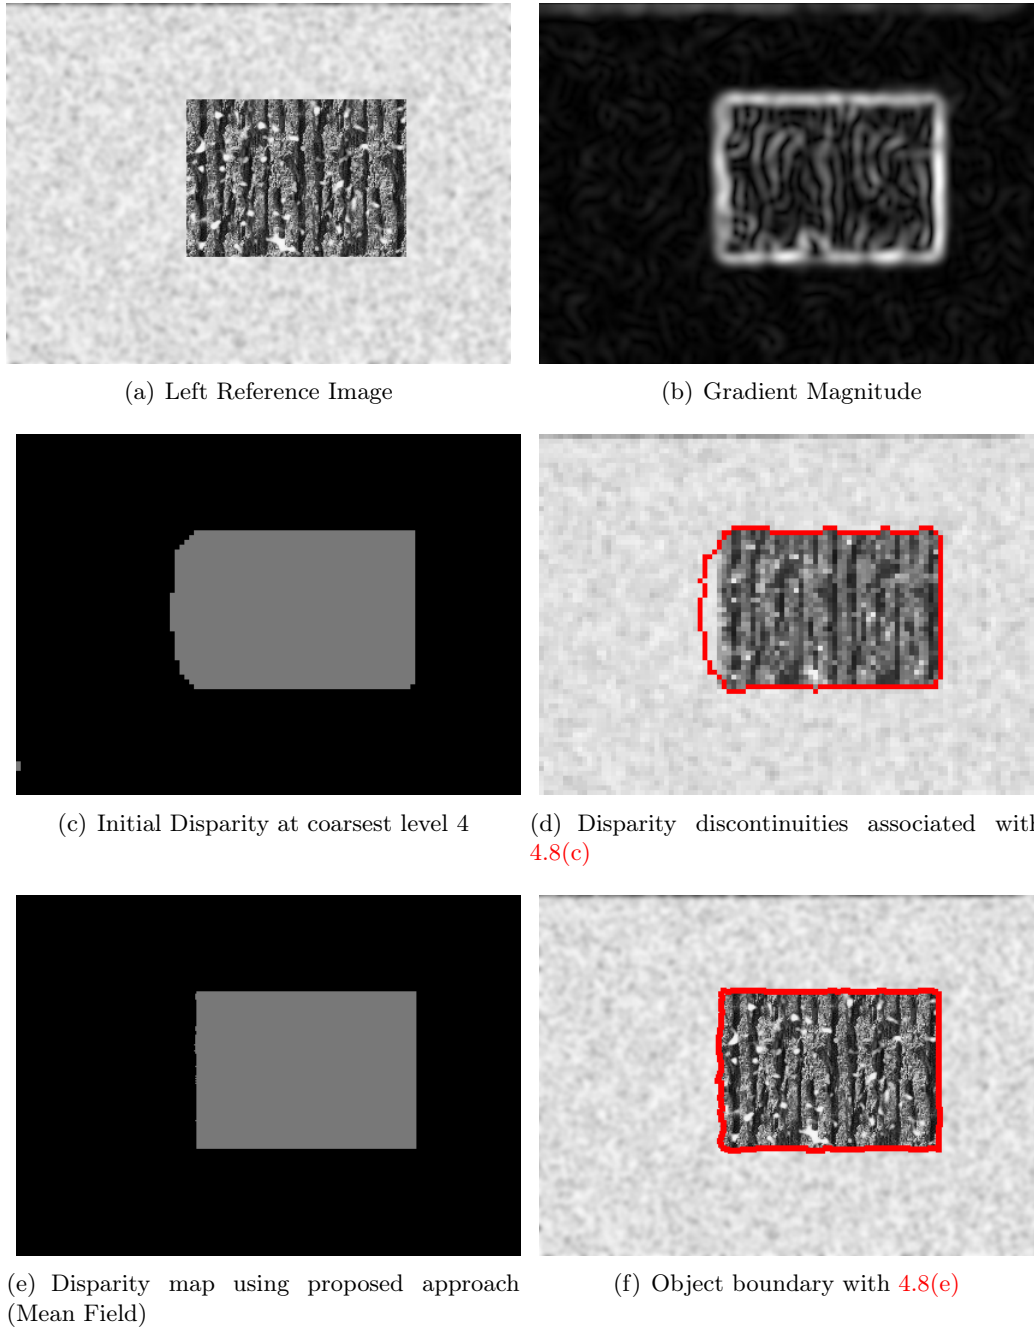 (a) Left Reference Image
(b) Gradient Magnitude
(c) Initial Disparity at coarsest level 4
(d) Disparity discontinuities associated with
4.8(c)
(e) Disparity map using proposed approach
(Mean Field)
(f) Object boundary with 4.8(e)